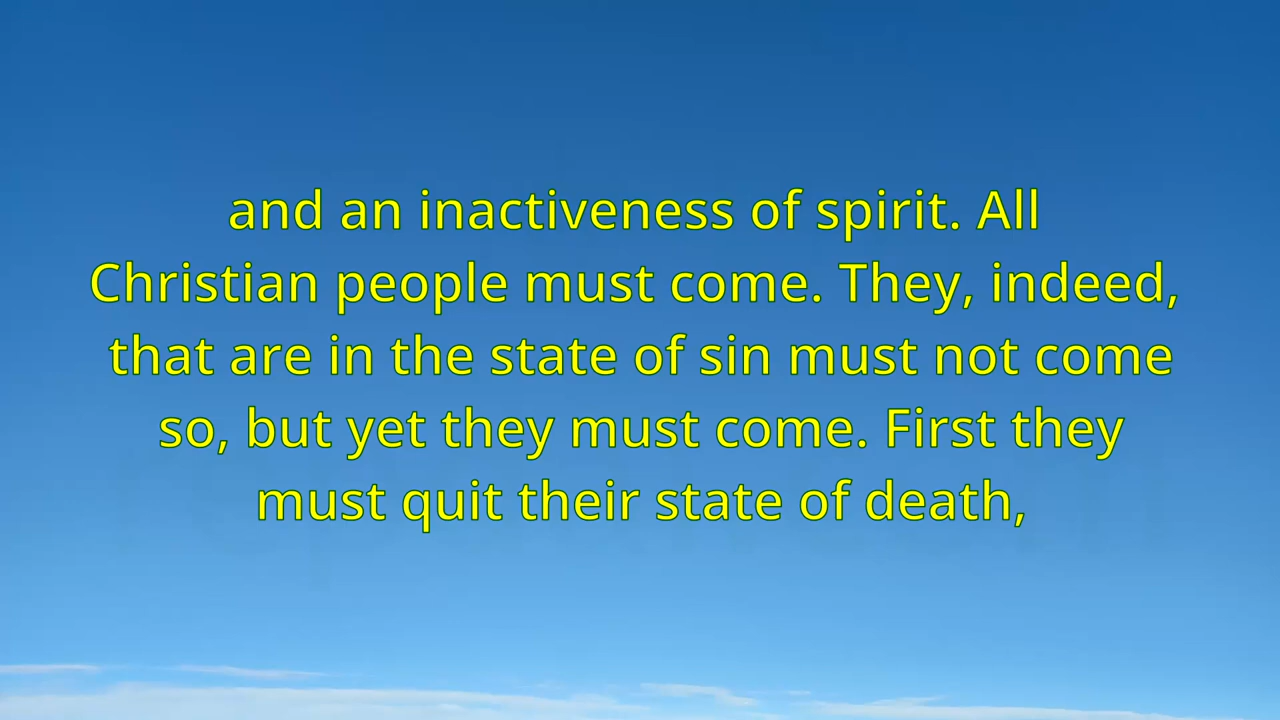 and an inactiveness of spirit. All
Christian people must come. They, indeed,
that are in the state of sin must not come
so, but yet they must come. First they
must quit their state of death,